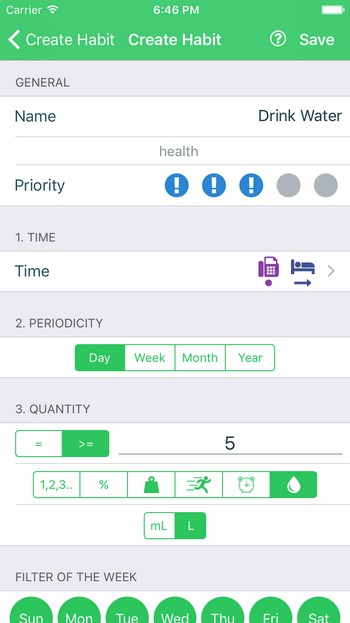 Carrier 6:46 PM
Create Habit Create Habit ? Save
GENERAL
Name Drink Water
health
Priority ! ! !
1. TIME
Time
2. PERIODICITY
Day Week Month Year
3. QUANTITY
= >= 5
1,2,3.. %
mL L
FILTER OF THE WEEK
Sun Mon Tue Wed Thu Fri Sat